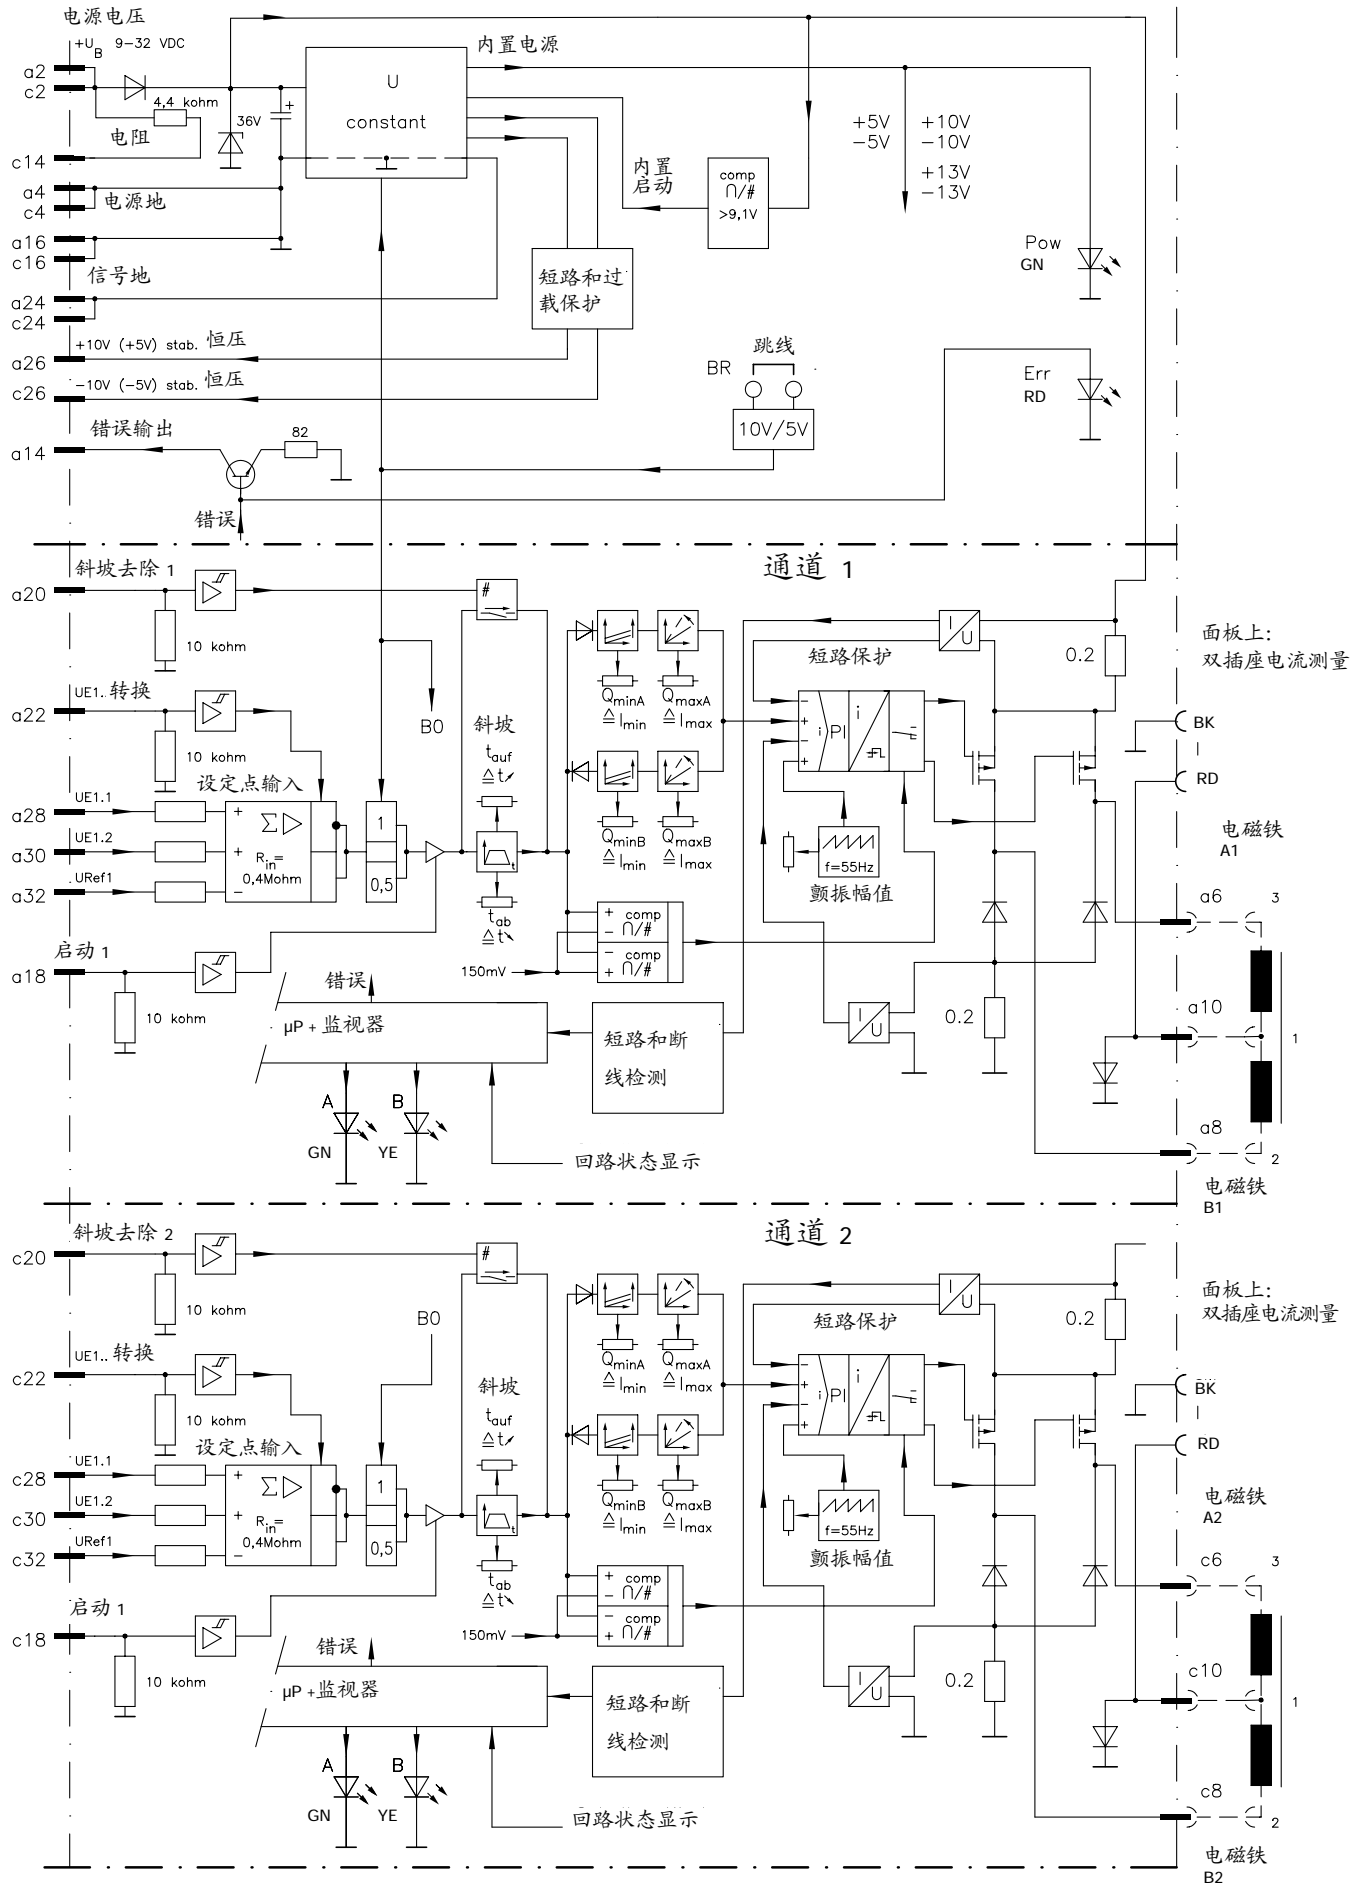 电源电压
+UB 9-32 VDC
a2
c2
4,4 kohm
电阻
36V
+
U
constant
内置电源
c14
a4
c4
电源地
a16
c16
信号地
a24
c24
+10V (+5V) stab. 恒压
a26
-10V (-5V) stab. 恒压
c26
错误输出
a14
82
错误
内置
启动
comp
∩/#
>9,1V
短路和过
载保护
+5V
-5V
+10V
-10V
+13V
-13V
Pow
GN
跳线
BR
10V/5V
Err
RD
通道 1
斜坡去除 1
a20
10 kohm
UE1.. 转换
a22
10 kohm
设定点输入
UE1.1
a28
UE1.2
a30
URef1
a32
+
+
-
Σ▷
Rin=
0,4Mohm
1
0,5
B0
#
斜坡
tauf
≙t↗
t
tab
≙t↘
QminA
≙Imin
QmaxA
≙Imax
QminB
≙Imin
QmaxB
≙Imax
短路保护
I
U
0.2
-
+
-
+
i
PI
i
f=55Hz
颤振幅值
启动 1
a18
10 kohm
150mV
+
-
-
+
comp
∩/#
comp
∩/#
错误
μP + 监视器
短路和断
线检测
I
U
0.2
A
B
GN
YE
回路状态显示
面板上:
双插座电流测量
BK
RD
电磁铁
A1
a6
3
a10
1
a8
2
电磁铁
B1
通道 2
斜坡去除 2
c20
10 kohm
UE1.. 转换
c22
10 kohm
设定点输入
UE1.1
c28
UE1.2
c30
URef1
c32
+
+
-
Σ▷
Rin=
0,4Mohm
1
0,5
B0
#
斜坡
tauf
≙t↗
t
tab
≙t↘
QminA
≙Imin
QmaxA
≙Imax
QminB
≙Imin
QmaxB
≙Imax
短路保护
I
U
0.2
-
+
-
+
i
PI
i
f=55Hz
颤振幅值
启动 1
c18
10 kohm
150mV
+
-
-
+
comp
∩/#
comp
∩/#
错误
μP +监视器
短路和断
线检测
I
U
0.2
A
B
GN
YE
回路状态显示
面板上:
双插座电流测量
BK
RD
电磁铁
A2
c6
3
c10
1
c8
2
电磁铁
B2